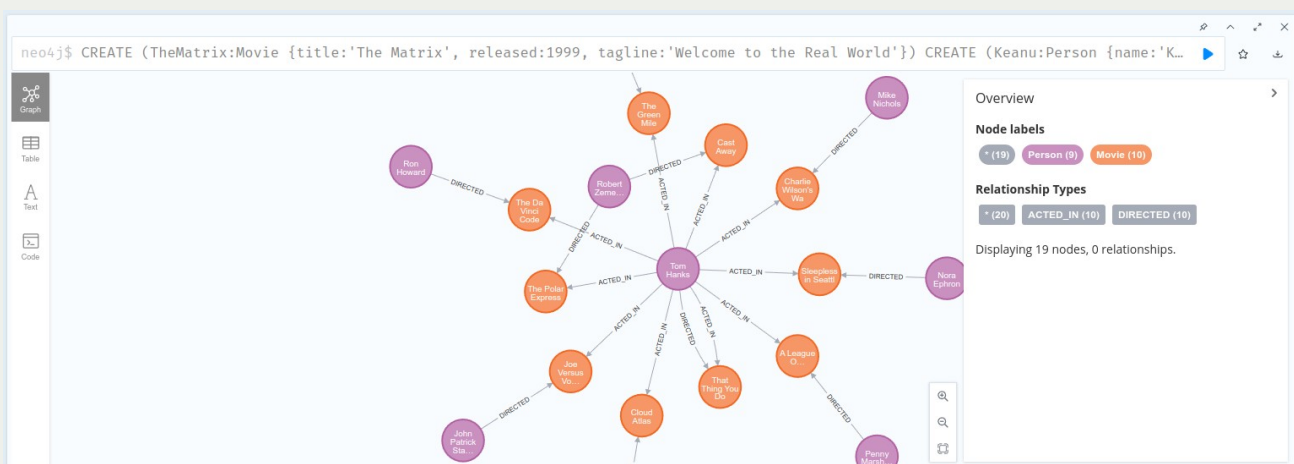 neo4j$ CREATE (TheMatrix:Movie {title:'The Matrix', released:1999, tagline:'Welcome to the Real World'}) CREATE (Keanu:Person {name:'K…
Graph
Table
Text
Code
The
Green
Mile
Mike
Nichols
Cast
Away
DIRECTED
DIRECTED
Ron
Howard
DIRECTED
Robert
Zeme…
Charlie
Wilson's
Wa
ACTED_IN
ACTED_IN
The Da
Vinci
Code
DIRECTED
ACTED_IN
ACTED_IN
Tom
Hanks
ACTED_IN
Sleepless
in Seattl
DIRECTED
Nora
Ephron
The Polar
Express
ACTED_IN
ACTED_IN
ACTED_IN
DIRECTED
ACTED_IN
ACTED_IN
A League
O…
Joe
Versus
Vo…
That
Thing You
Do
DIRECTED
Cloud
Atlas
DIRECTED
John
Patrick
Sta…
Penny
Marsh…
Overview
Node labels
* (19) Person (9) Movie (10)
Relationship Types
* (20) ACTED_IN (10) DIRECTED (10)
Displaying 19 nodes, 0 relationships.